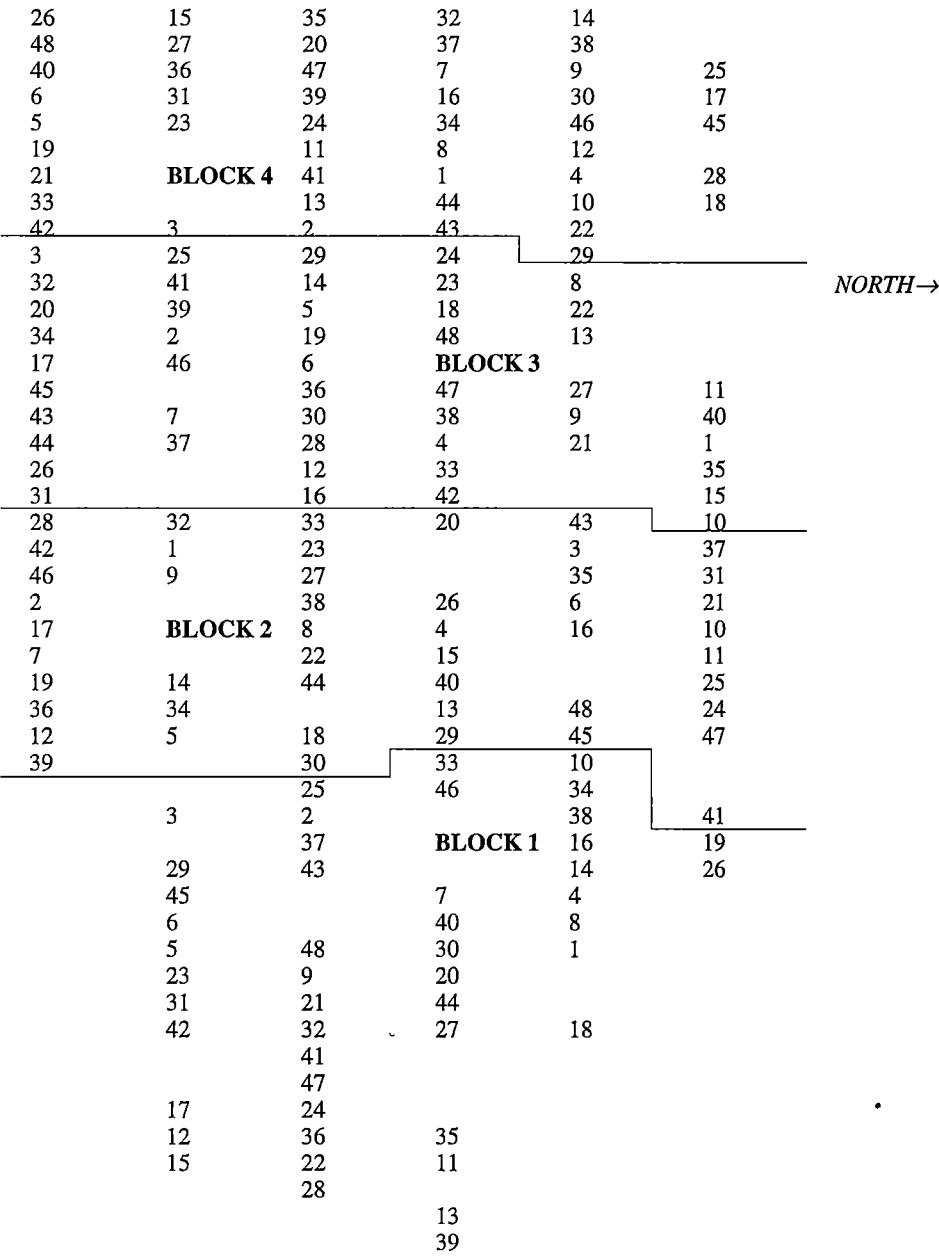 26 15 35 32 14
48 27 20 37 38
40 36 47 7 9 25
6 31 39 16 30 17
5 23 24 34 46 45
19 11 8 12
21 BLOCK 4 41 1 4 28
33 13 44 10 18
42 3 2 43 22
3 25 29 24 29
32 41 14 23 8 NORTH→
20 39 5 18 22
34 2 19 48 13
17 46 6 BLOCK 3
45 36 47 27 11
43 7 30 38 9 40
44 37 28 4 21 1
26 12 33 35
31 16 42 15
28 32 33 20 43 10
42 1 23 3 37
46 9 27 35 31
2 38 26 6 21
17 BLOCK 2 8 4 16 10
7 22 15 11
19 14 44 40 25
36 34 13 48 24
12 5 18 29 45 47
39 30 33 10
25 46 34
3 2 38 41
37 BLOCK 1 16 19
29 43 14 26
45 7 4
6 40 8
5 48 30 1
23 9 20
31 21 44
42 32 27 18
41
47
17 24
12 36 35
15 22 11
28
13
39